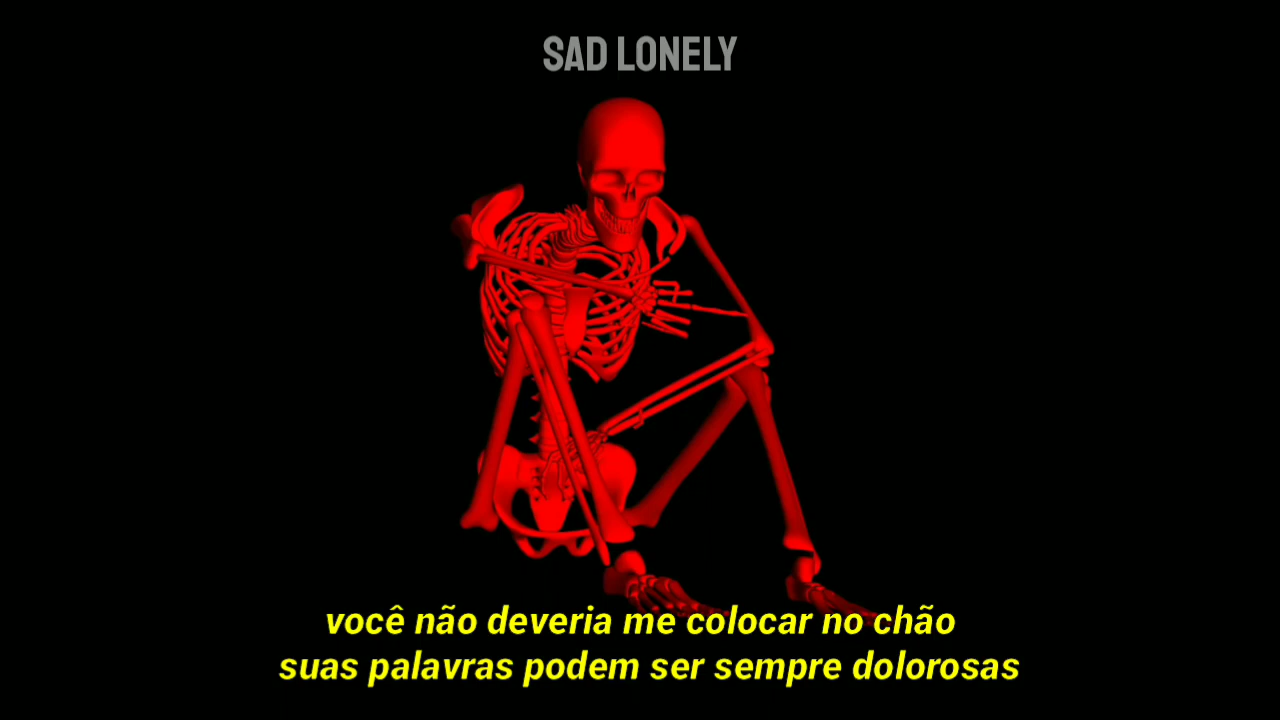 SAD LONELY
você não deveria me colocar no chão
suas palavras podem ser sempre dolorosas